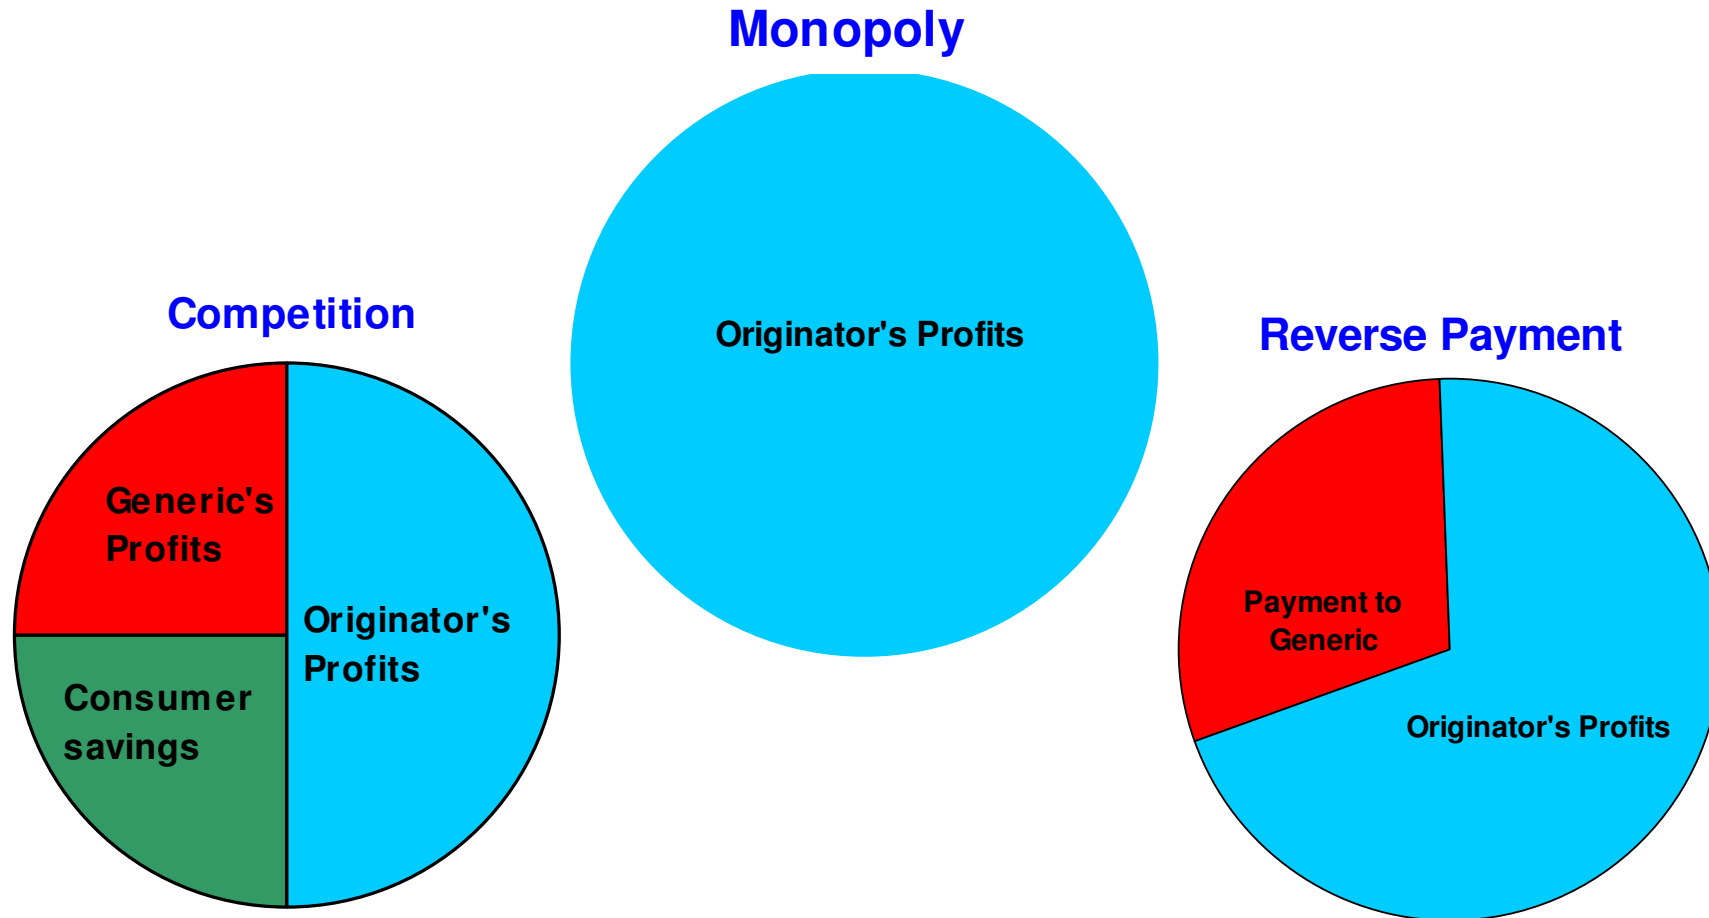 Monopoly
Originator's Profits
Competition
Generic's
Profits
Originator's
Profits
Consumer
savings
Reverse Payment
Payment to
Generic
Originator's Profits